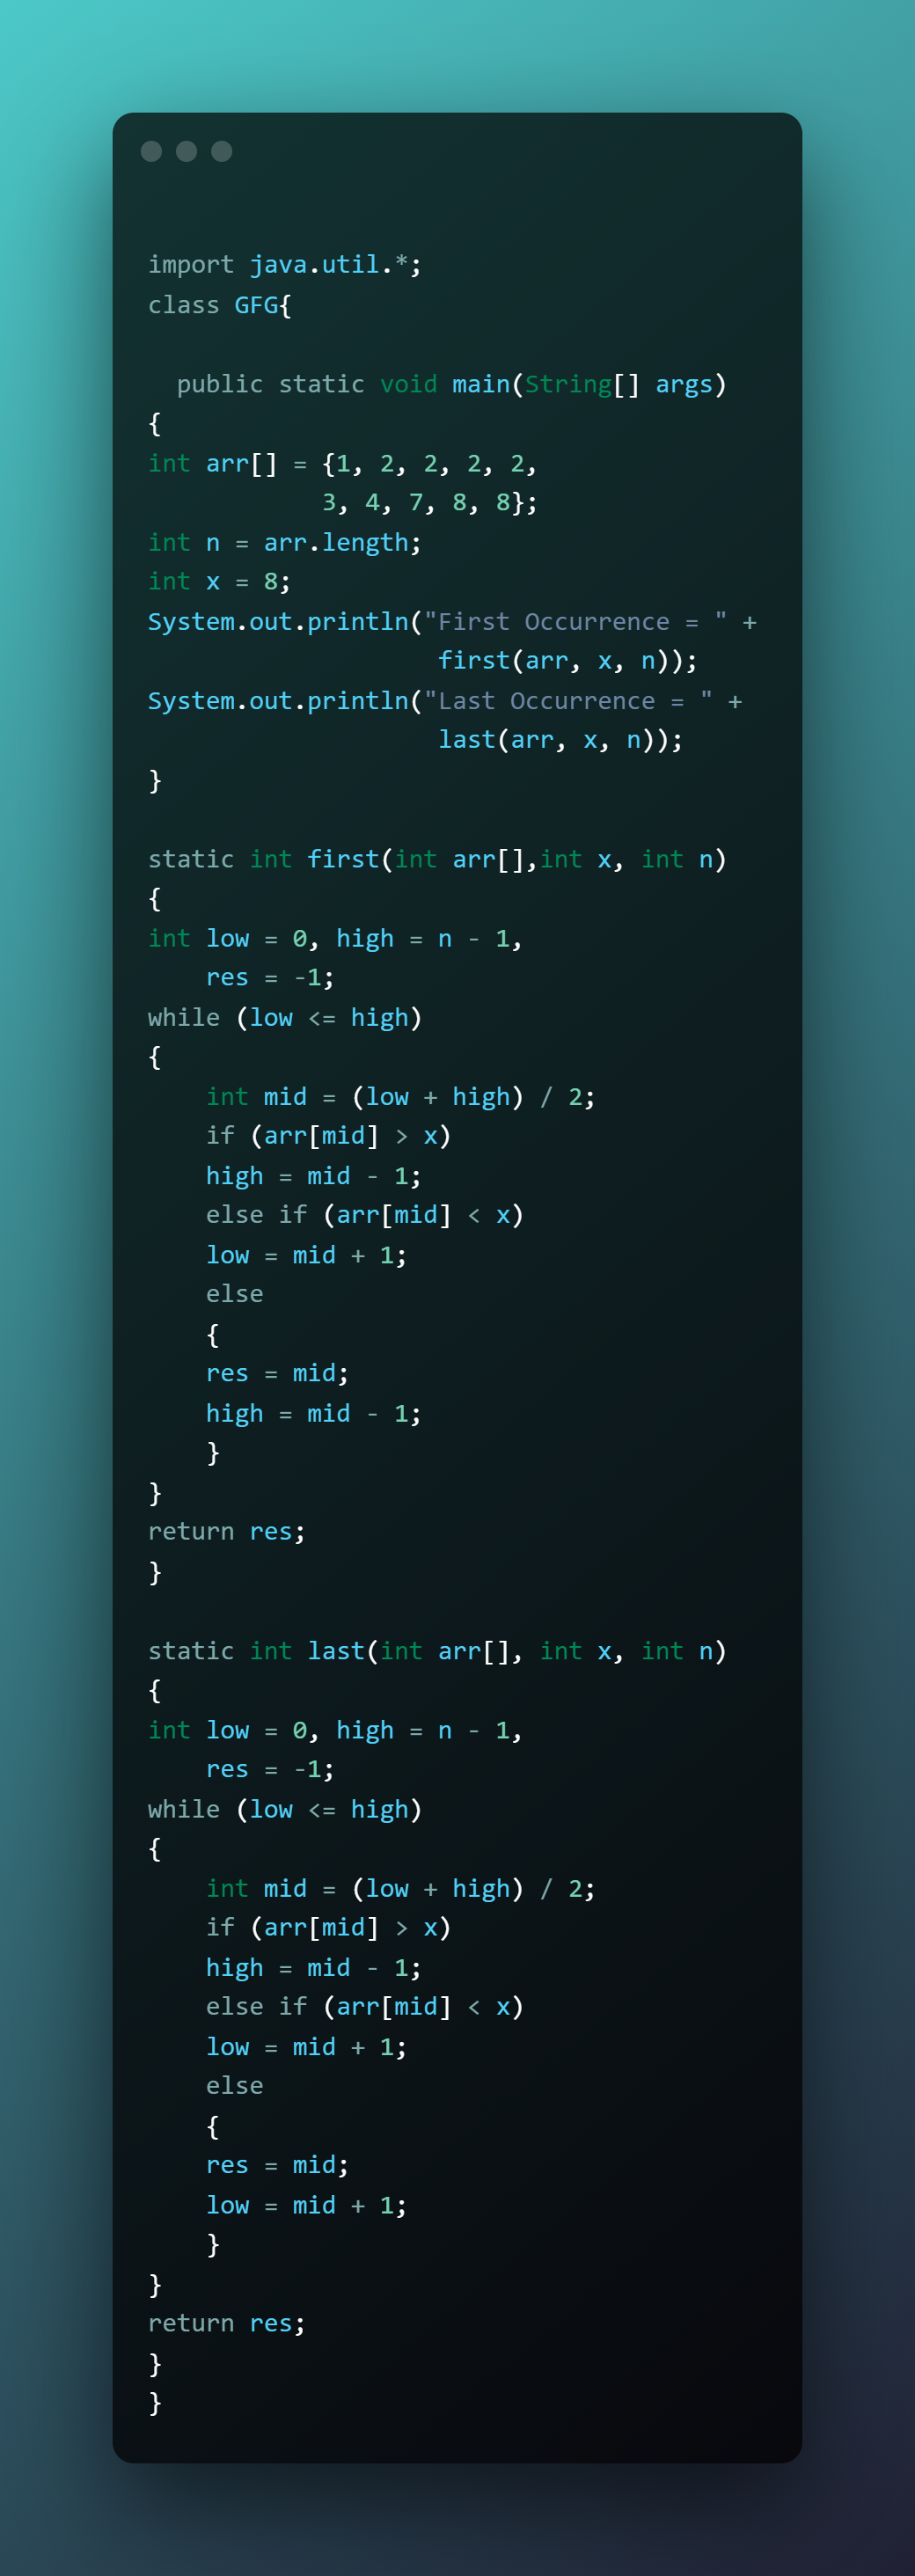 import java.util.*;
class GFG{

  public static void main(String[] args)
{
int arr[] = {1, 2, 2, 2, 2,
            3, 4, 7, 8, 8};
int n = arr.length;
int x = 8;
System.out.println("First Occurrence = " +
                    first(arr, x, n));
System.out.println("Last Occurrence = " +
                    last(arr, x, n));
}

static int first(int arr[],int x, int n)
{
int low = 0, high = n - 1,
    res = -1;
while (low <= high)
{
    int mid = (low + high) / 2;
    if (arr[mid] > x)
    high = mid - 1;
    else if (arr[mid] < x)
    low = mid + 1;
    else
    {
    res = mid;
    high = mid - 1;
    }
}
return res;
}

static int last(int arr[], int x, int n)
{
int low = 0, high = n - 1,
    res = -1;
while (low <= high)
{
    int mid = (low + high) / 2;
    if (arr[mid] > x)
    high = mid - 1;
    else if (arr[mid] < x)
    low = mid + 1;
    else
    {
    res = mid;
    low = mid + 1;
    }
}
return res;
}
}